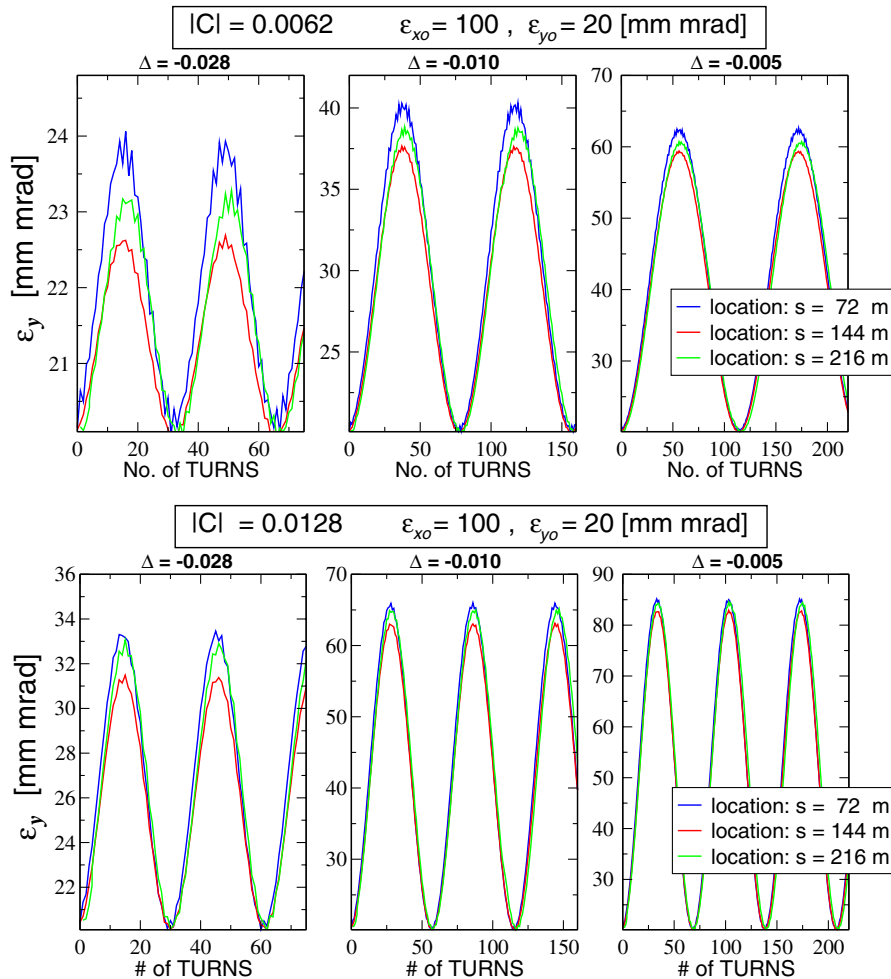 |C| = 0.0062 εxo = 100 , εyo = 20 [mm mrad]
Δ = -0.028 Δ = -0.010 Δ = -0.005
εy [mm mrad]
24
23
22
21
40
35
30
25
70
60
50
40
30
location: s = 72 m
location: s = 144 m
location: s = 216 m
0 20 40 60 0 50 100 150 0 50 100 150 200
No. of TURNS No. of TURNS No. of TURNS
|C| = 0.0128 εxo = 100 , εyo = 20 [mm mrad]
Δ = -0.028 Δ = -0.010 Δ = -0.005
εy [mm mrad]
36
34
32
30
28
26
24
22
70
60
50
40
30
90
80
70
60
50
40
30
location: s = 72 m
location: s = 144 m
location: s = 216 m
0 20 40 60 0 50 100 150 0 50 100 150 200
# of TURNS # of TURNS # of TURNS